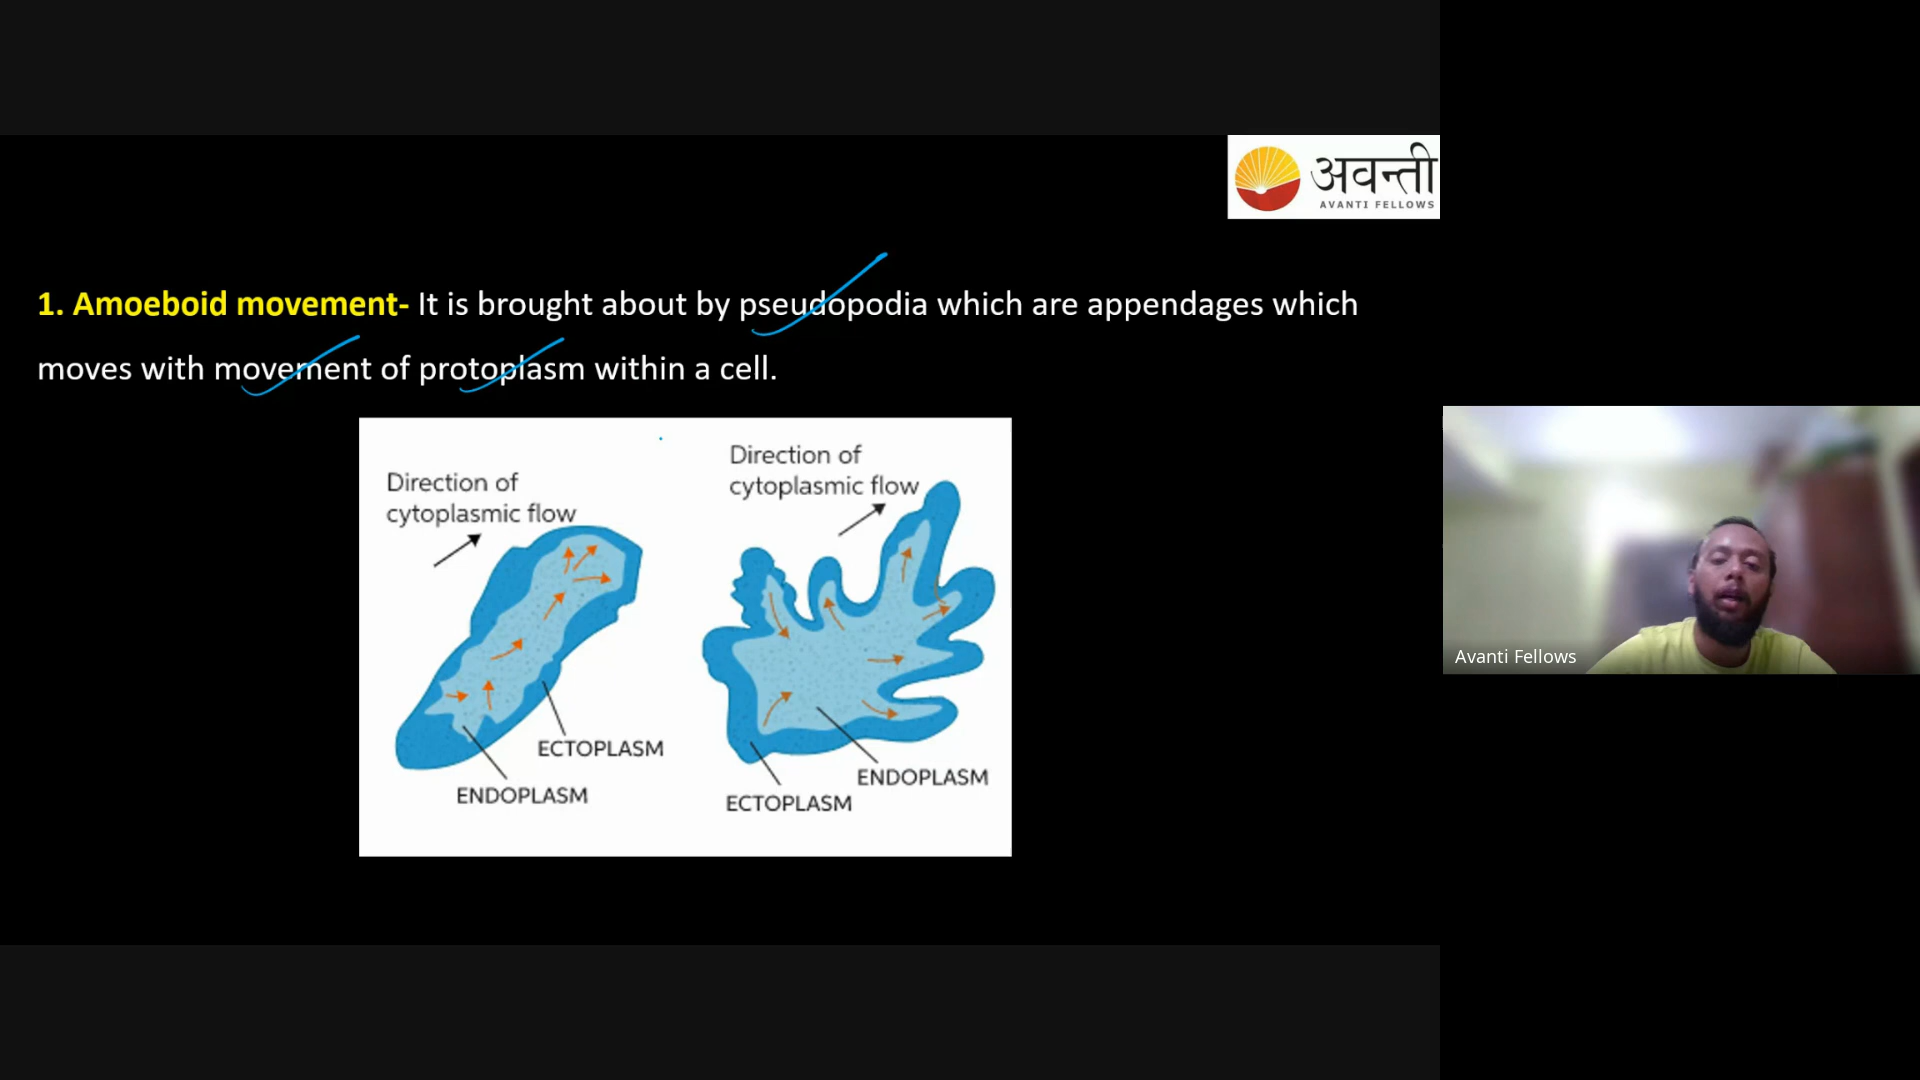 अवन्ती
AVANTI FELLOWS
1. Amoeboid movement- It is brought about by pseudopodia which are appendages which
moves with movement of protoplasm within a cell.
Direction of
cytoplasmic flow
Direction of
cytoplasmic flow
ECTOPLASM
ENDOPLASM
ENDOPLASM
ECTOPLASM
Avanti Fellows